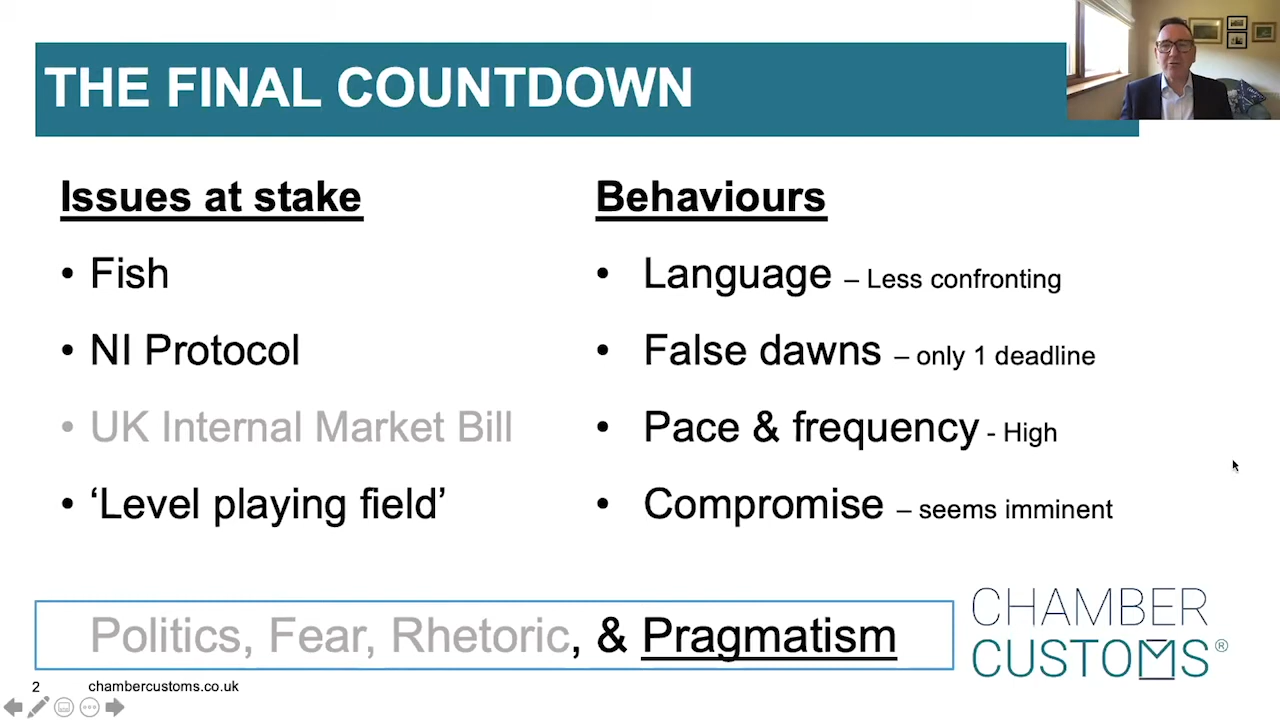 THE FINAL COUNTDOWN
Issues at stake
• Fish
• NI Protocol
• UK Internal Market Bill
• ‘Level playing field’
Behaviours
• Language – Less confronting
• False dawns – only 1 deadline
• Pace & frequency - High
• Compromise – seems imminent
Politics, Fear, Rhetoric, & Pragmatism
CHAMBER
CUSTOMS®
2 chambercustoms.co.uk